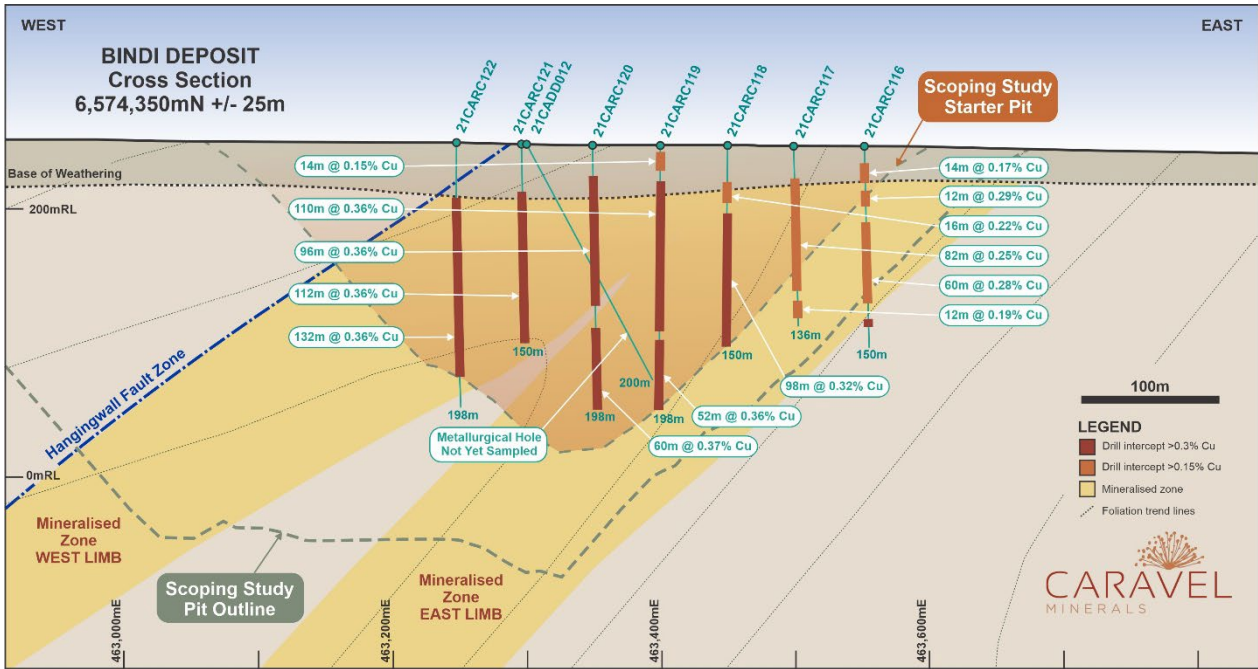 WEST
EAST
BINDI DEPOSIT
Cross Section
6,574,350mN +/- 25m
21CARC122
21CARC121
21CADD012
21CARC120
21CARC119
21CARC118
21CARC117
21CARC116
Scoping Study
Starter Pit
14m @ 0.15% Cu
14m @ 0.17% Cu
Base of Weathering
12m @ 0.29% Cu
200mRL
110m @ 0.36% Cu
16m @ 0.22% Cu
96m @ 0.36% Cu
82m @ 0.25% Cu
112m @ 0.36% Cu
60m @ 0.28% Cu
12m @ 0.19% Cu
132m @ 0.36% Cu
136m
150m
150m
150m
Hangingwall Fault Zone
200m
98m @ 0.32% Cu
100m
198m
198m
198m
52m @ 0.36% Cu
Metallurgical Hole
Not Yet Sampled
60m @ 0.37% Cu
LEGEND
Drill intercept >0.3% Cu
Drill intercept >0.15% Cu
Mineralised zone
Foliation trend lines
0mRL
Mineralised
Zone
WEST LIMB
Scoping Study
Pit Outline
Mineralised
Zone
EAST LIMB
CARAVEL
MINERALS
463,000mE
463,200mE
463,400mE
463,600mE